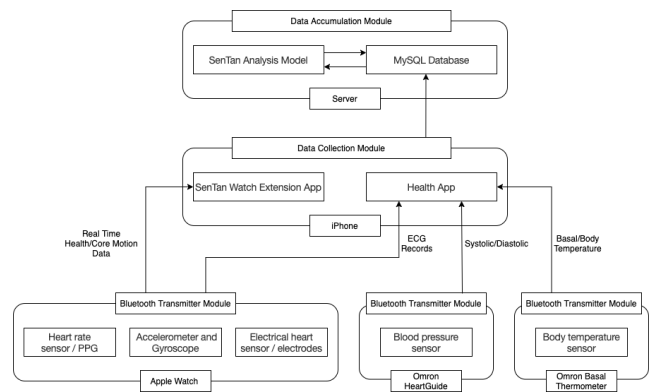 Data Accumulation Module
SenTan Analysis Model
MySQL Database
Server
Data Collection Module
SenTan Watch Extension App
Health App
iPhone
Real Time
Health/Core Motion
Data
ECG
Records
Systolic/Diastolic
Basal/Body
Temperature
Bluetooth Transmitter Module
Bluetooth Transmitter Module
Bluetooth Transmitter Module
Heart rate
sensor / PPG
Accelerometer and
Gyroscope
Electrical heart
sensor / electrodes
Blood pressure
sensor
Body temperature
sensor
Apple Watch
Omron
HeartGuide
Omron Basal
Thermometer